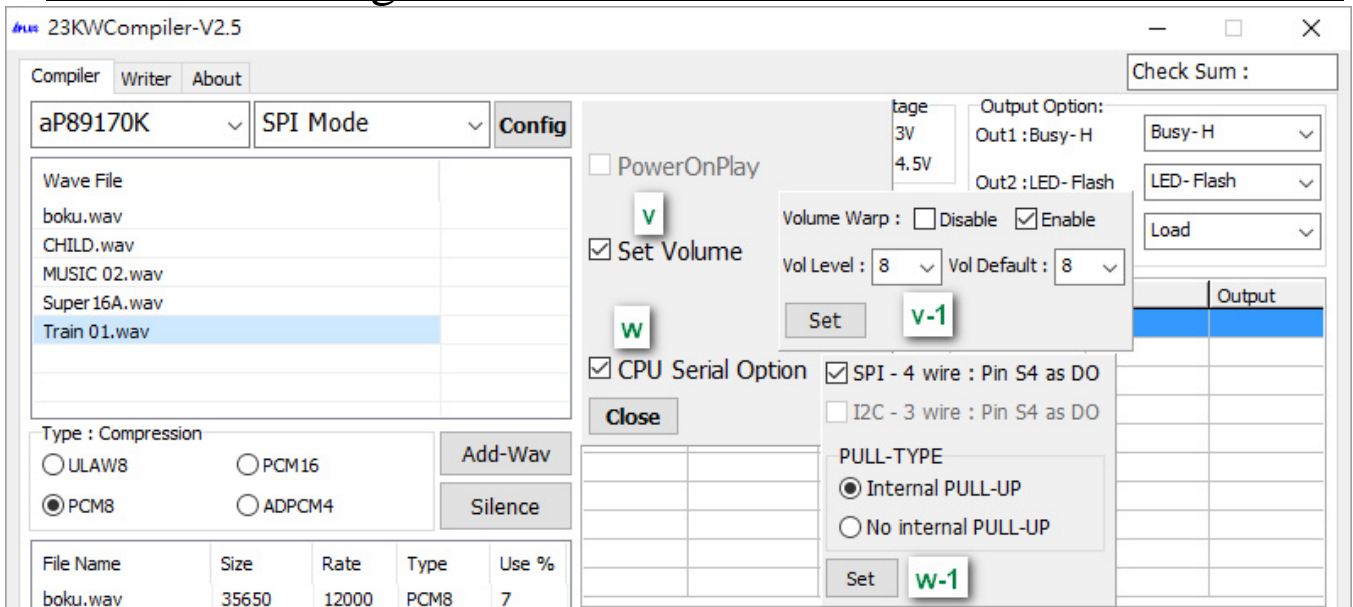 23KWCompiler-V2.5
Compiler Writer About
Check Sum :
aP89170K
SPI Mode
Config
Wave File
boku.wav
CHILD.wav
MUSIC 02.wav
Super16A.wav
Train 01.wav
Type : Compression
ULAW8
PCM16
PCM8
ADPCM4
Add-Wav
Silence
File Name Size Rate Type Use %
boku.wav 35650 12000 PCM8 7
PowerOnPlay
v
Set Volume
w
CPU Serial Option
Close
tage
3V
4.5V
Output Option:
Out1 :Busy-H
Busy-H
Out2 :LED-Flash
LED-Flash
Load
Volume Warp : Disable Enable
Vol Level : 8 Vol Default : 8
Set
v-1
Output
SPI - 4 wire : Pin S4 as DO
I2C - 3 wire : Pin S4 as DO
PULL-TYPE
Internal PULL-UP
No internal PULL-UP
Set
w-1